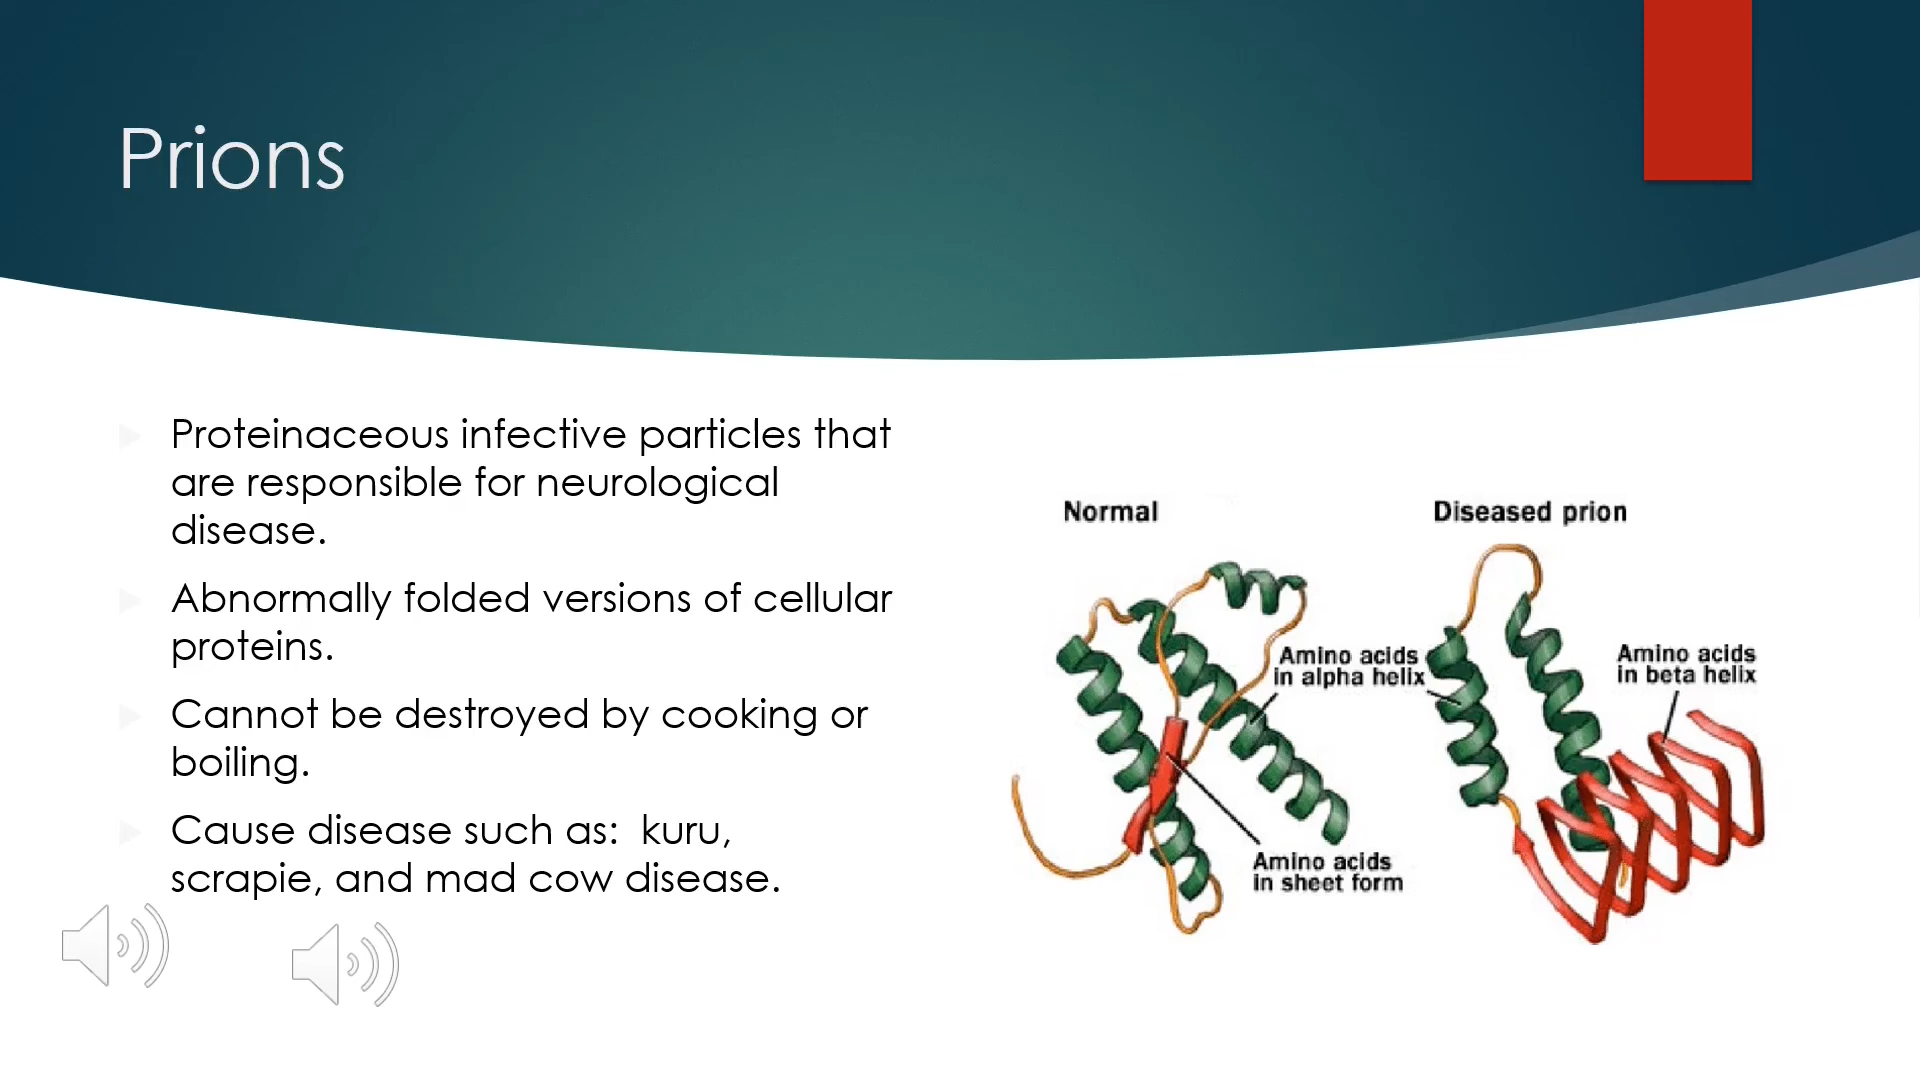 Prions
Proteinaceous infective particles that
are responsible for neurological
disease.
Abnormally folded versions of cellular
proteins.
Cannot be destroyed by cooking or
boiling.
Cause disease such as:  kuru,
scrapie, and mad cow disease.
Normal
Diseased prion
Amino acids
in alpha helix
Amino acids
in beta helix
Amino acids
in sheet form